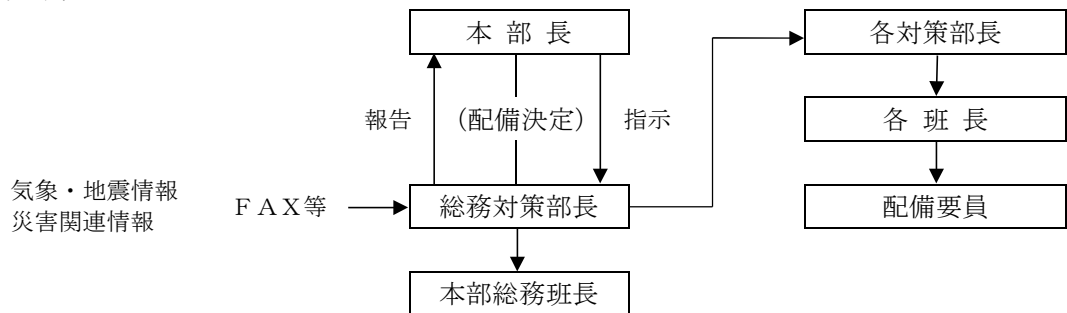 本 部 長
各対策部長
報告
(配備決定)
指示
各 班 長
気象・地震情報
災害関連情報
ＦＡＸ等
総務対策部長
配備要員
本部総務班長